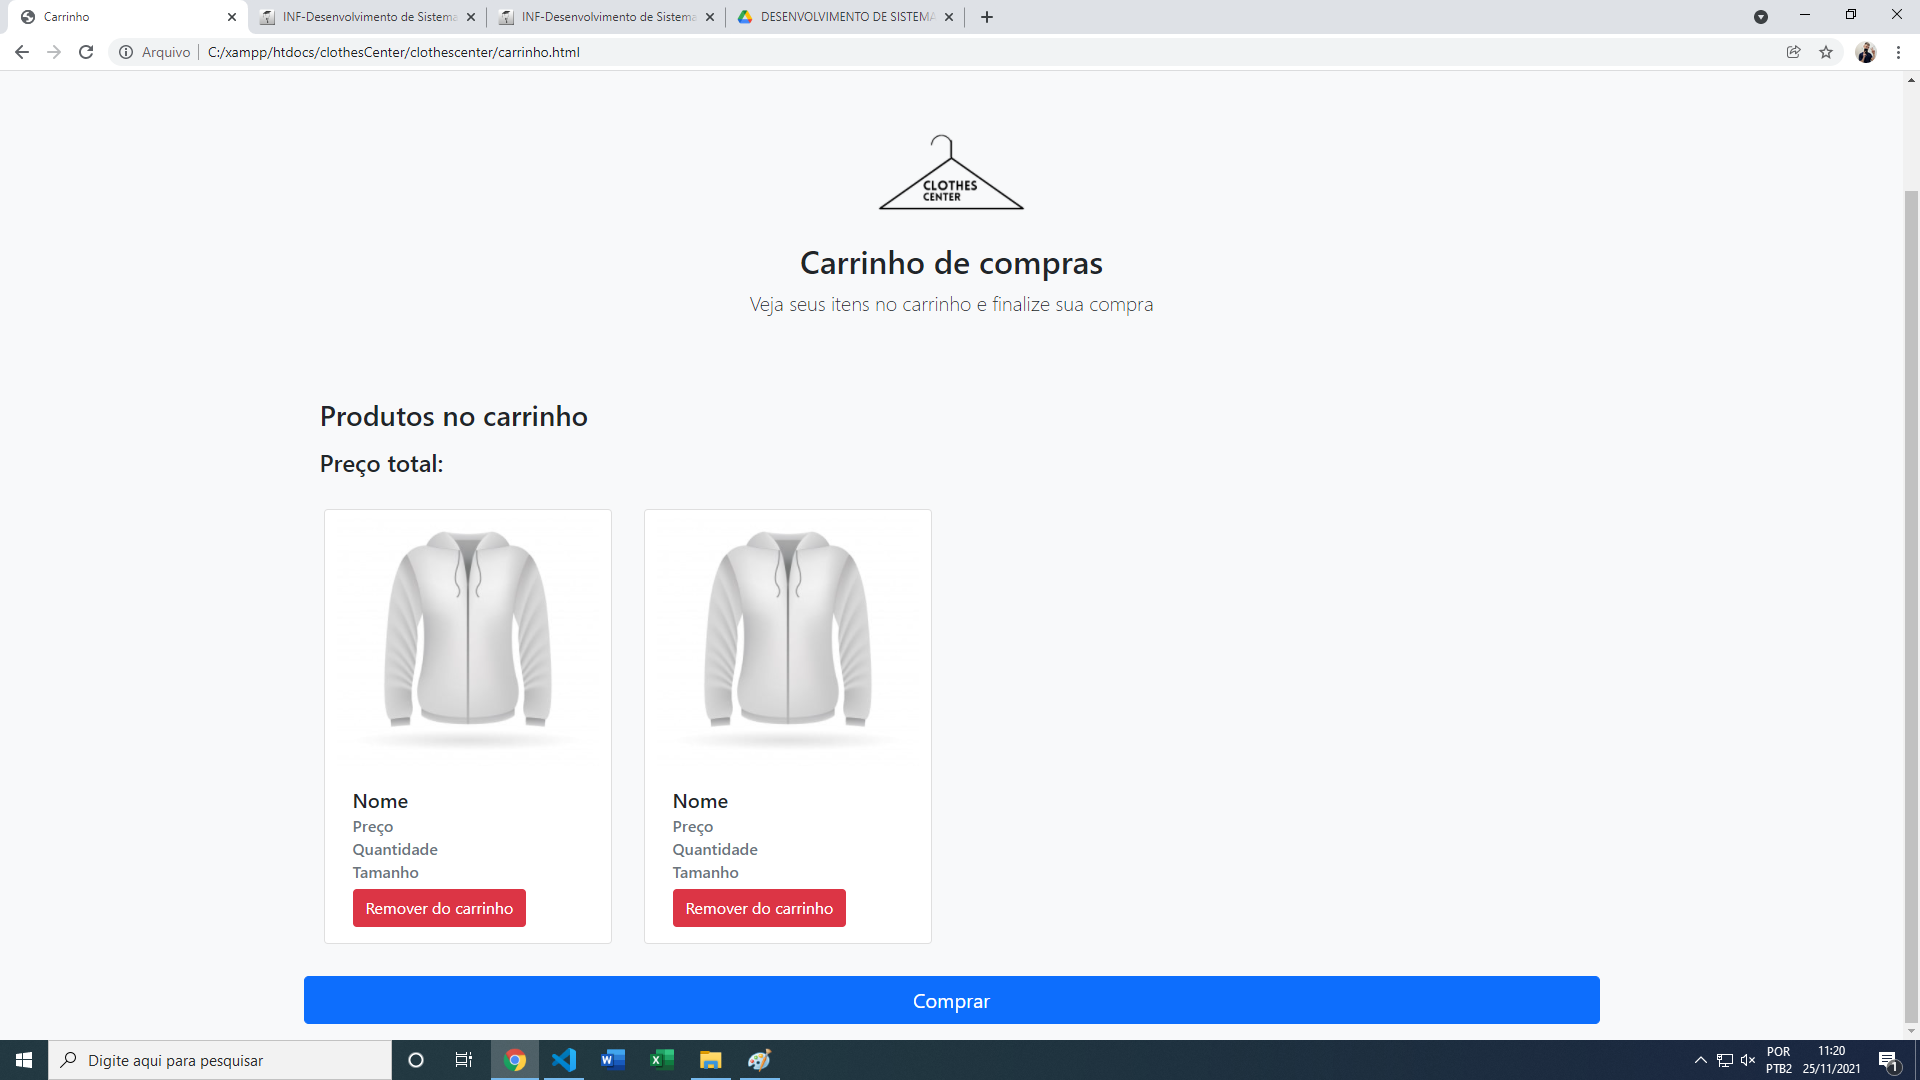 Carrinho
INF-Desenvolvimento de Sistema
INF-Desenvolvimento de Sistema
DESENVOLVIMENTO DE SISTEMA
Arquivo
C:/xampp/htdocs/clothesCenter/clothescenter/carrinho.html
CLOTHES
CENTER
Carrinho de compras
Veja seus itens no carrinho e finalize sua compra
Produtos no carrinho
Preço total:
Nome
Preço
Quantidade
Tamanho
Remover do carrinho
Nome
Preço
Quantidade
Tamanho
Remover do carrinho
Comprar
Digite aqui para pesquisar
POR
PTB2
11:20
25/11/2021
1